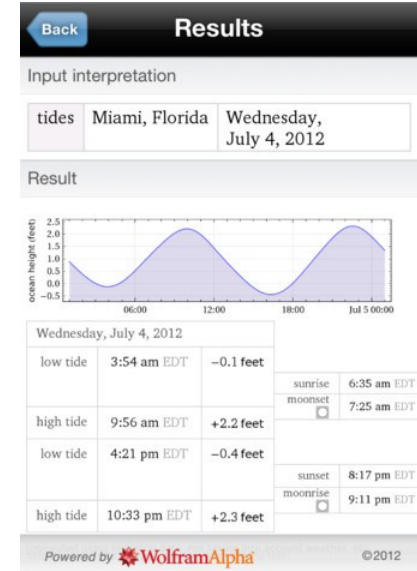 Back
Results
Input interpretation
tides Miami, Florida Wednesday,
July 4, 2012
Result
ocean height (feet)
2.5
2.0
1.5
1.0
0.5
0.0
−0.5
06:00 12:00 18:00 Jul 5 00:00
Wednesday, July 4, 2012
low tide 3:54 am EDT −0.1 feet
sunrise 6:35 am EDT
moonset 7:25 am EDT
high tide 9:56 am EDT +2.2 feet
low tide 4:21 pm EDT −0.4 feet
sunset 8:17 pm EDT
moonrise 9:11 pm EDT
high tide 10:33 pm EDT +2.3 feet
Powered by WolframAlpha ©2012